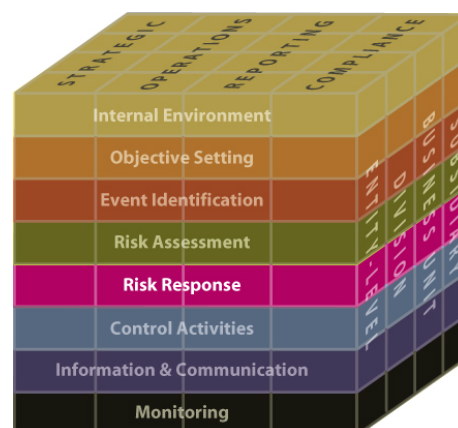 STRATEGIC
OPERATIONS
REPORTING
COMPLIANCE
Internal Environment
Objective Setting
Event Identification
Risk Assessment
Risk Response
Control Activities
Information & Communication
Monitoring
ENTITY-LEVEL
DIVISION
BUSINESS UNIT
SUBSIDIARY